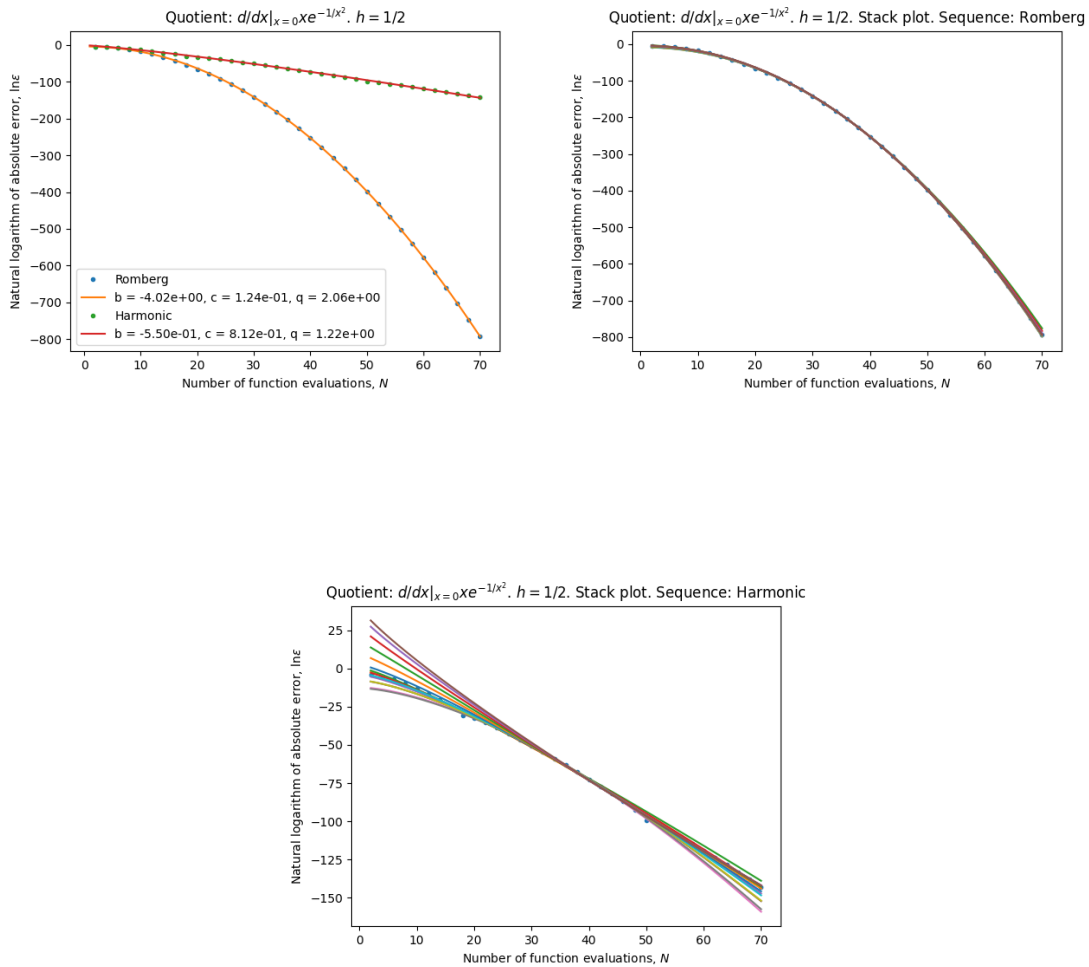 Quotient: $d/dx|_{x=0}xe^{-1/x^2}$. $h = 1/2$
Natural logarithm of absolute error, lnε
0
−100
−200
−300
−400
−500
−600
−700
−800
Romberg
b = -4.02e+00, c = 1.24e-01, q = 2.06e+00
Harmonic
b = -5.50e-01, c = 8.12e-01, q = 1.22e+00
0 10 20 30 40 50 60 70
Number of function evaluations, N
Quotient: $d/dx|_{x=0}xe^{-1/x^2}$. $h = 1/2$. Stack plot. Sequence: Romberg
Natural logarithm of absolute error, lnε
0
−100
−200
−300
−400
−500
−600
−700
−800
0 10 20 30 40 50 60 70
Number of function evaluations, N
Quotient: $d/dx|_{x=0}xe^{-1/x^2}$. $h = 1/2$. Stack plot. Sequence: Harmonic
Natural logarithm of absolute error, lnε
25
0
−25
−50
−75
−100
−125
−150
0 10 20 30 40 50 60 70
Number of function evaluations, N